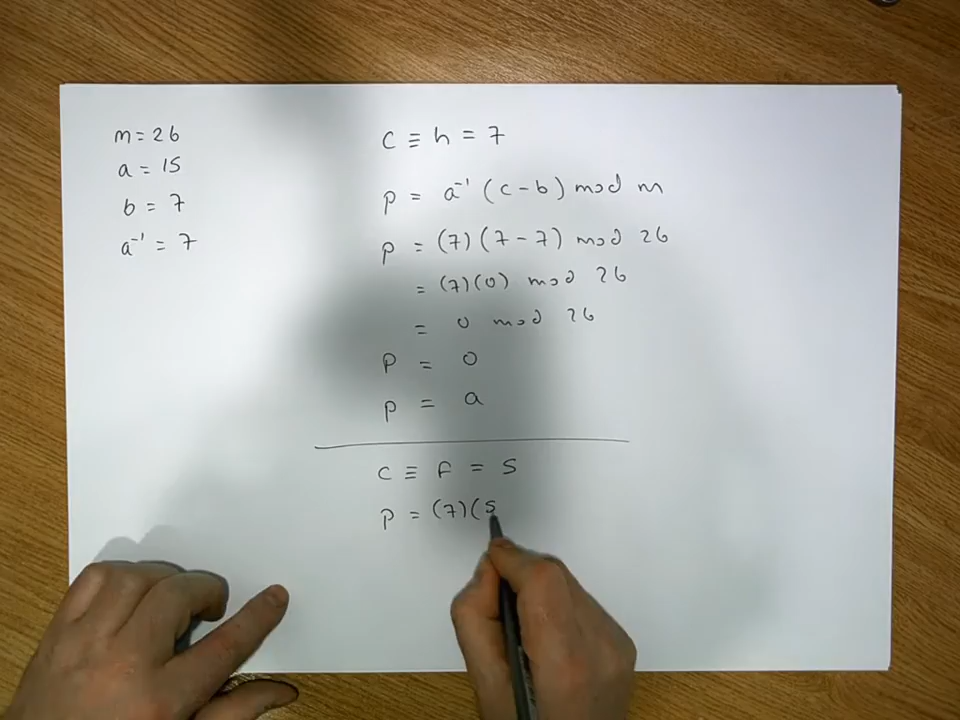 m = 26
a = 15
b = 7
a⁻¹ = 7
C ≡ h = 7
p = a⁻¹ (c - b) mod m
p = (7)(7 - 7) mod 26
= (7)(0) mod 26
= 0 mod 26
P = 0
p = a
C ≡ f = 5
P = (7)(5